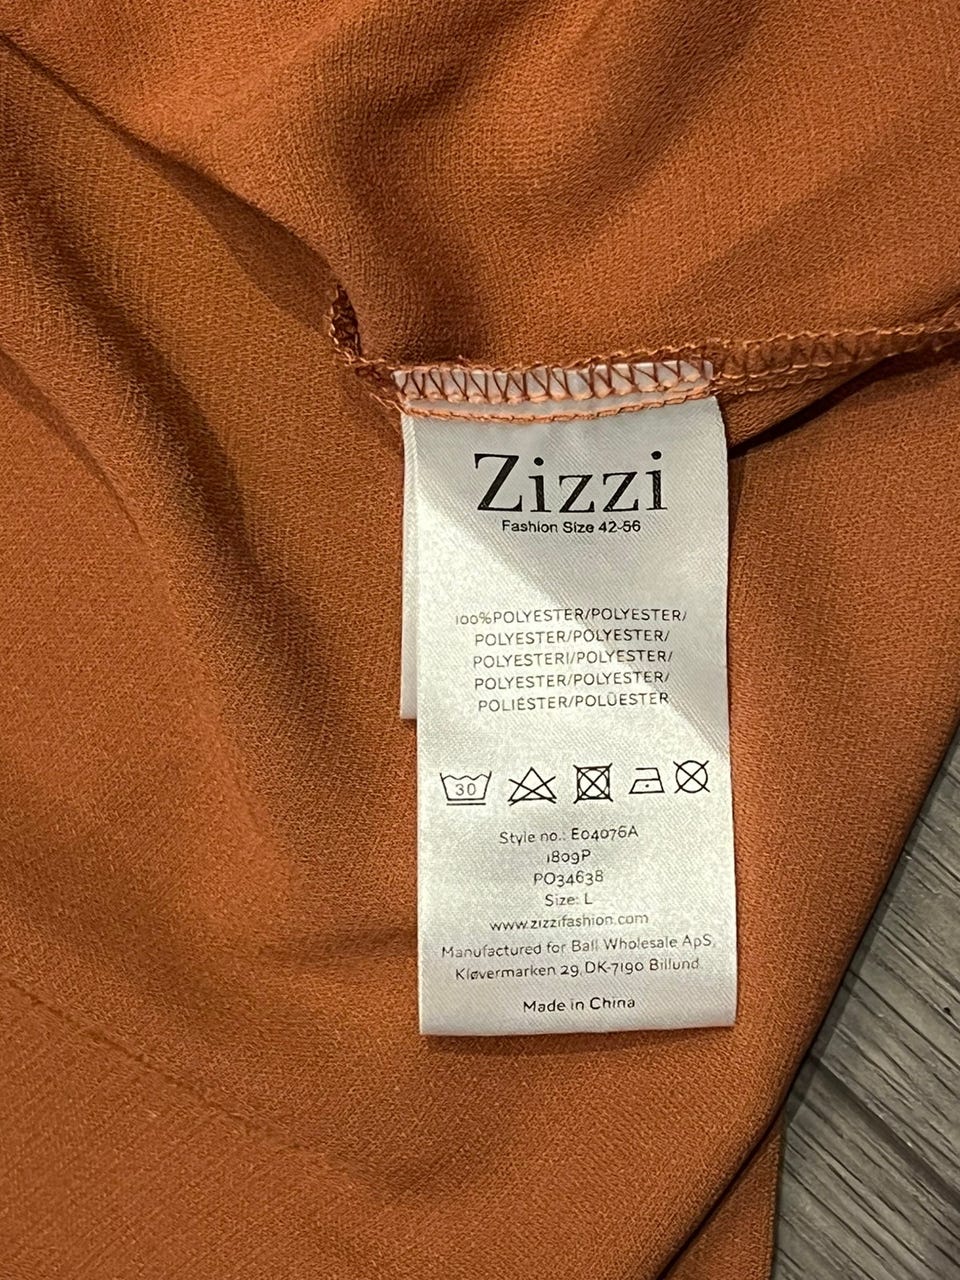 Zizzi
Fashion Size 42-56
100%POLYESTER/POLYESTER/
POLYESTER/POLYESTER/
POLYESTERI/POLYESTER/
POLYESTER/POLYESTER/
POLIÉSTER/POLÜESTER
30
Style no.: E04076A
1809P
PO34638
Size: L
www.zizzifashion.com
Manufactured for Ball Wholesale ApS,
Kløvermarken 29, DK-7190 Billund.
Made in China